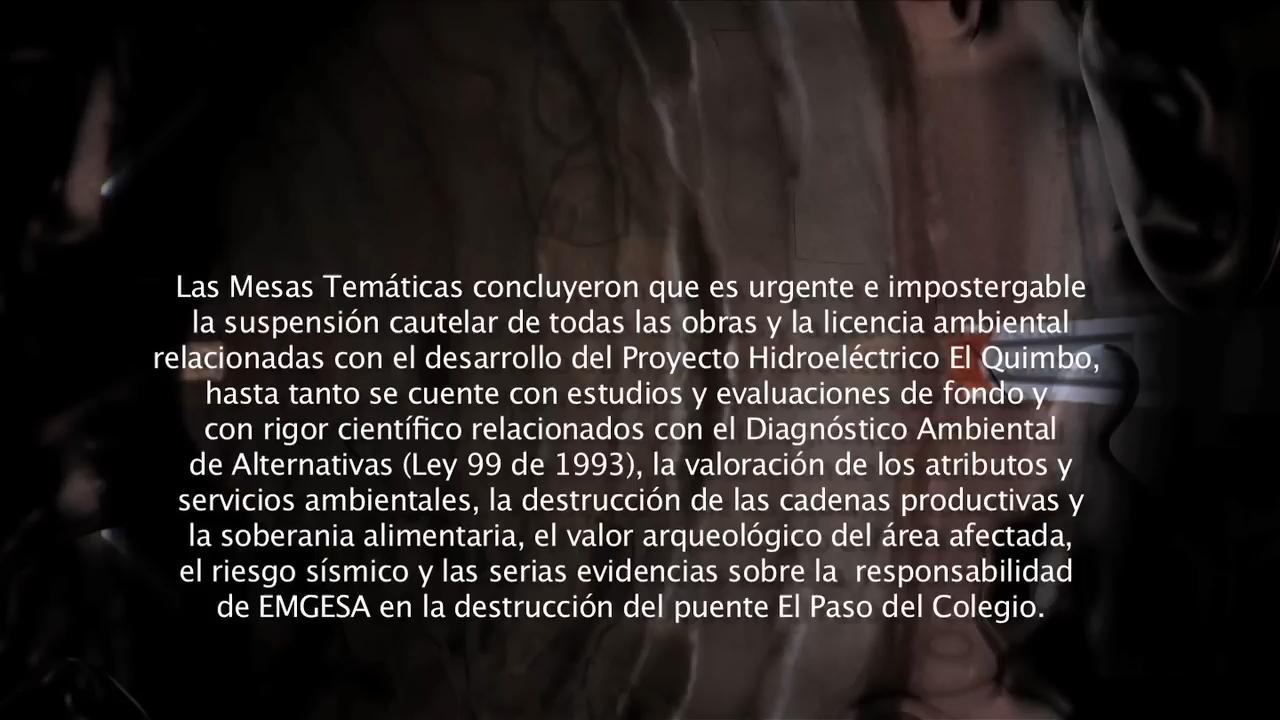 Las Mesas Temáticas concluyeron que es urgente e impostergable
la suspensión cautelar de todas las obras y la licencia ambiental
relacionadas con el desarrollo del Proyecto Hidroeléctrico El Quimbo,
hasta tanto se cuente con estudios y evaluaciones de fondo y
con rigor científico relacionados con el Diagnóstico Ambiental
de Alternativas (Ley 99 de 1993), la valoración de los atributos y
servicios ambientales, la destrucción de las cadenas productivas y
la soberania alimentaria, el valor arqueológico del área afectada,
el riesgo sísmico y las serias evidencias sobre la  responsabilidad
de EMGESA en la destrucción del puente El Paso del Colegio.